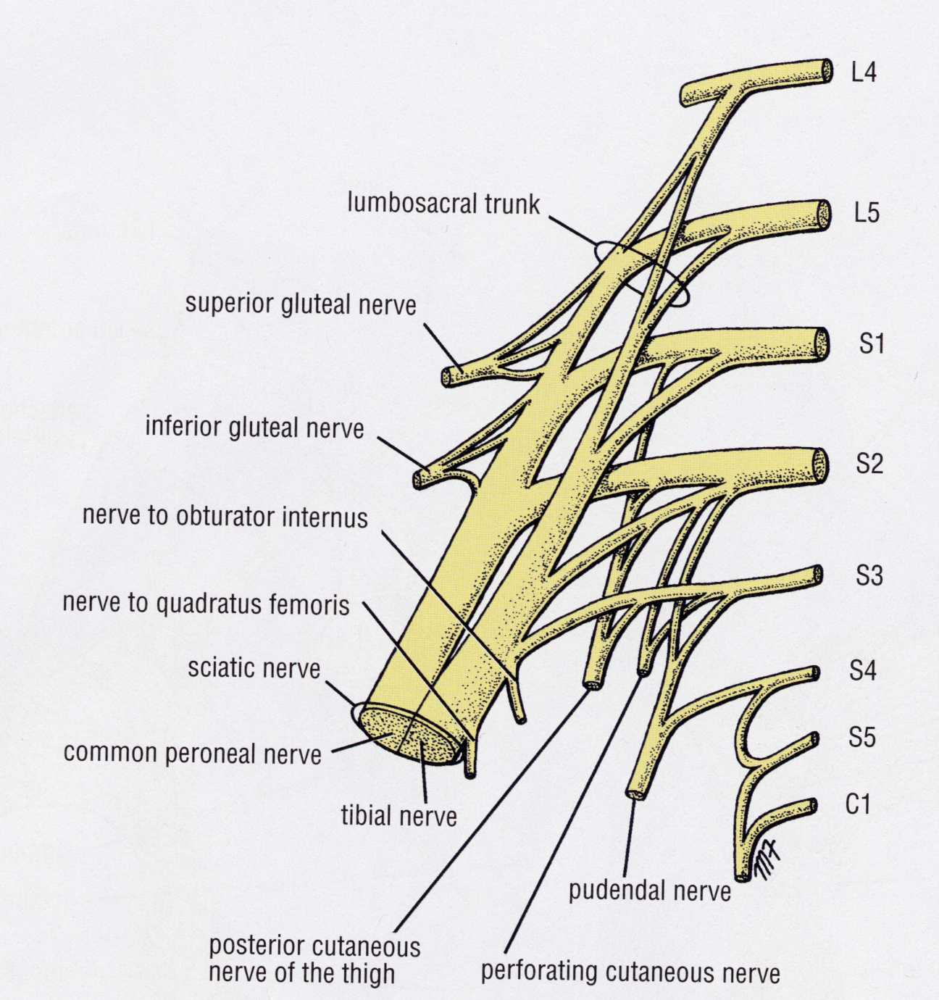 L4
lumbosacral trunk
L5
superior gluteal nerve
S1
inferior gluteal nerve
S2
nerve to obturator internus
S3
nerve to quadratus femoris
sciatic nerve
S4
common peroneal nerve
S5
tibial nerve
C1
pudendal nerve
posterior cutaneous
nerve of the thigh
perforating cutaneous nerve